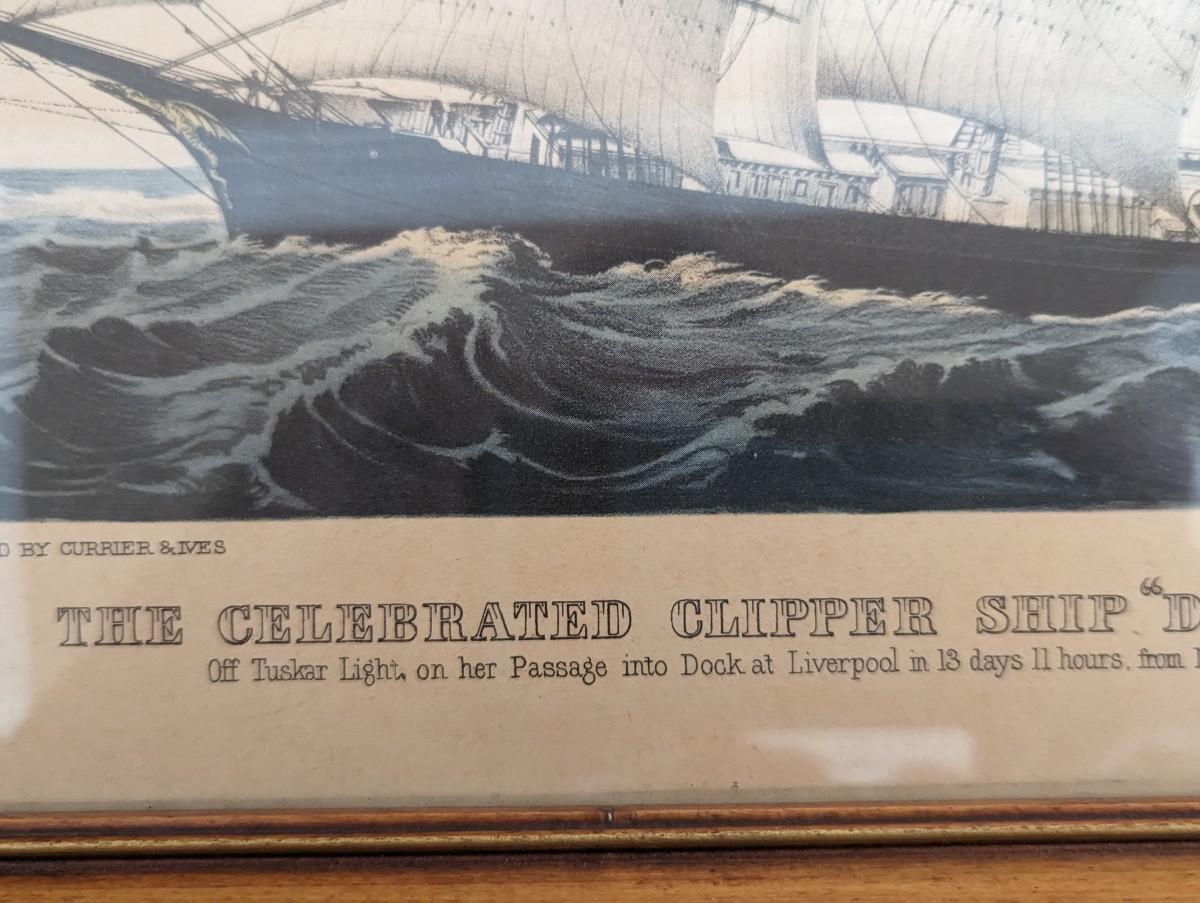 D BY CURRIER & IVES
THE CELEBRATED CLIPPER SHIP "D
Off Tuskar Light, on her Passage into Dock at Liverpool in 13 days 11 hours, from